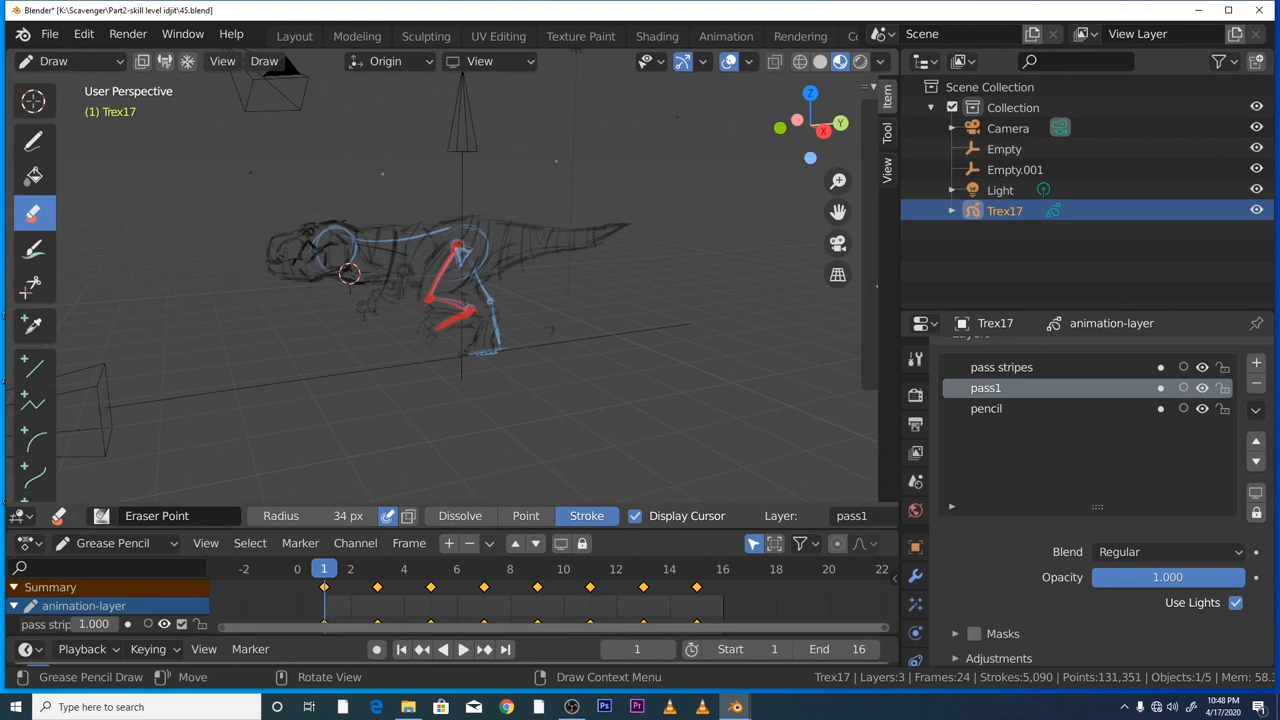 Blender* [K:\Scavenger\Part2-skill level idjit\45.blend]
File Edit Render Window Help Layout Modeling Sculpting UV Editing Texture Paint Shading Animation Rendering Scene View Layer
Draw View Draw Origin View
User Perspective
(1) Trex17
Z
Y
X
Item
Tool
View
Scene Collection
Collection
Camera
Empty
Empty.001
Light
Trex17
Trex17 animation-layer
pass stripes
pass1
pencil
Blend Regular
Opacity 1.000
Use Lights
Masks
Adjustments
Eraser Point Radius 34 px Dissolve Point Stroke Display Cursor Layer: pass1
Grease Pencil View Select Marker Channel Frame
-2 0 1 2 4 6 8 10 12 14 16 18 20 22
Summary
animation-layer
pass strip 1.000
Playback Keying View Marker 1 Start 1 End 16
Grease Pencil Draw Move Rotate View Draw Context Menu Trex17 | Layers:3 | Frames:24 | Strokes:5,090 | Points:131,351 | Objects:1/5 | Mem: 58.
Type here to search Ps Pr 10:48 PM
4/17/2020